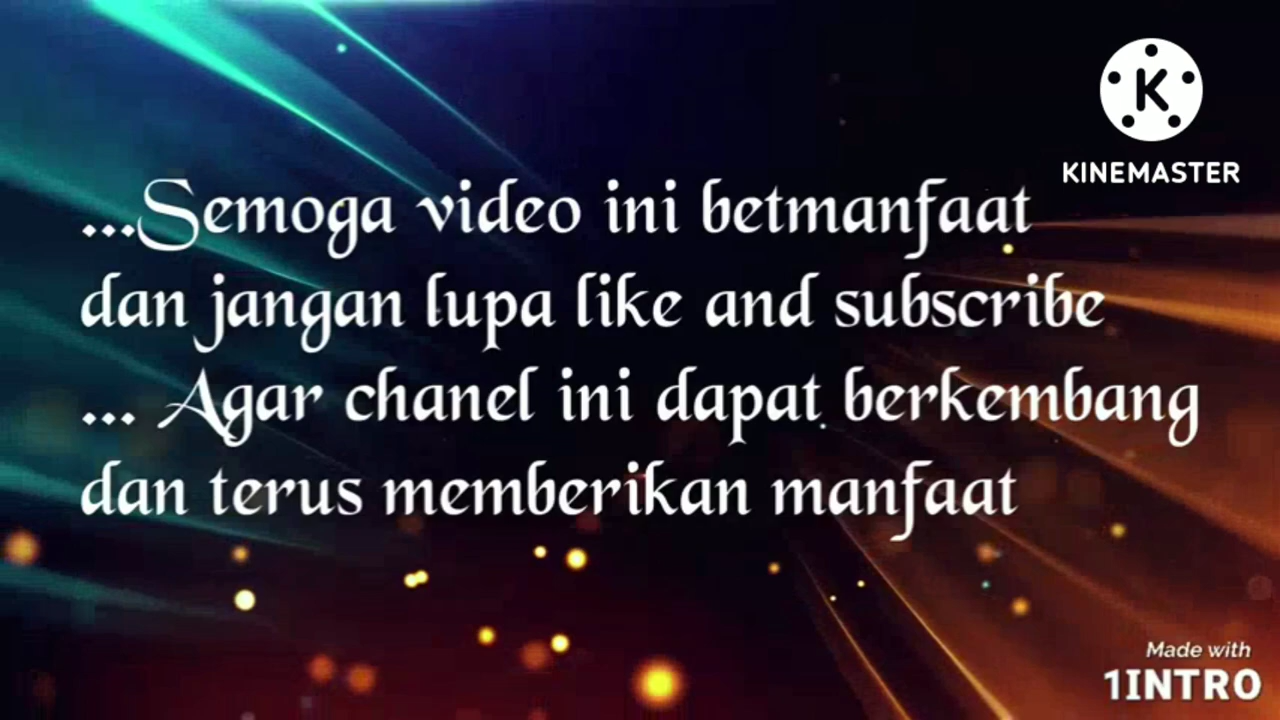 K
KINEMASTER
...Semoga video ini betmanfaat
dan jangan lupa like and subscribe
... Agar chanel ini dapat berkembang
dan terus memberikan manfaat
Made with
1INTRO